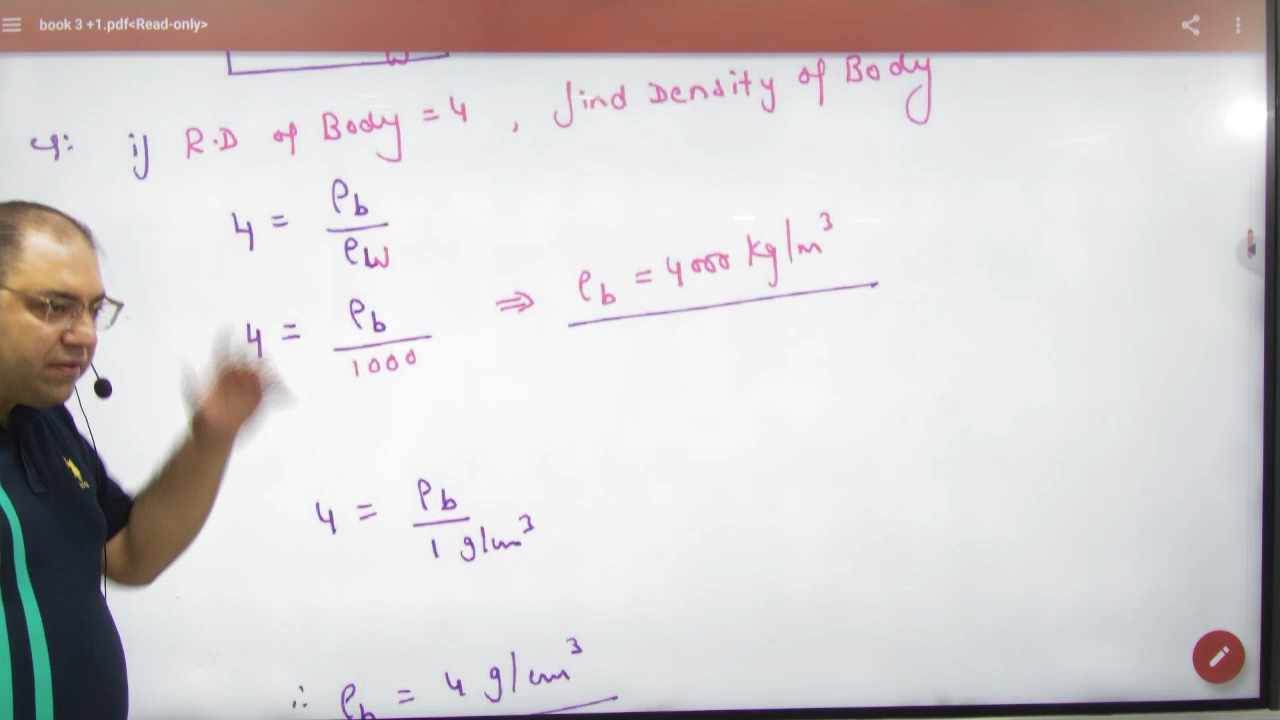 book 3 +1.pdf<Read-only>
w
Q: if R.D of Body = 4 , find Density of Body
4 = ρb / ρw
4 = ρb / 1000 ⇒ ρb = 4000 kg/m³
4 = ρb / 1 g/cm³
∴ ρb = 4 g/cm³